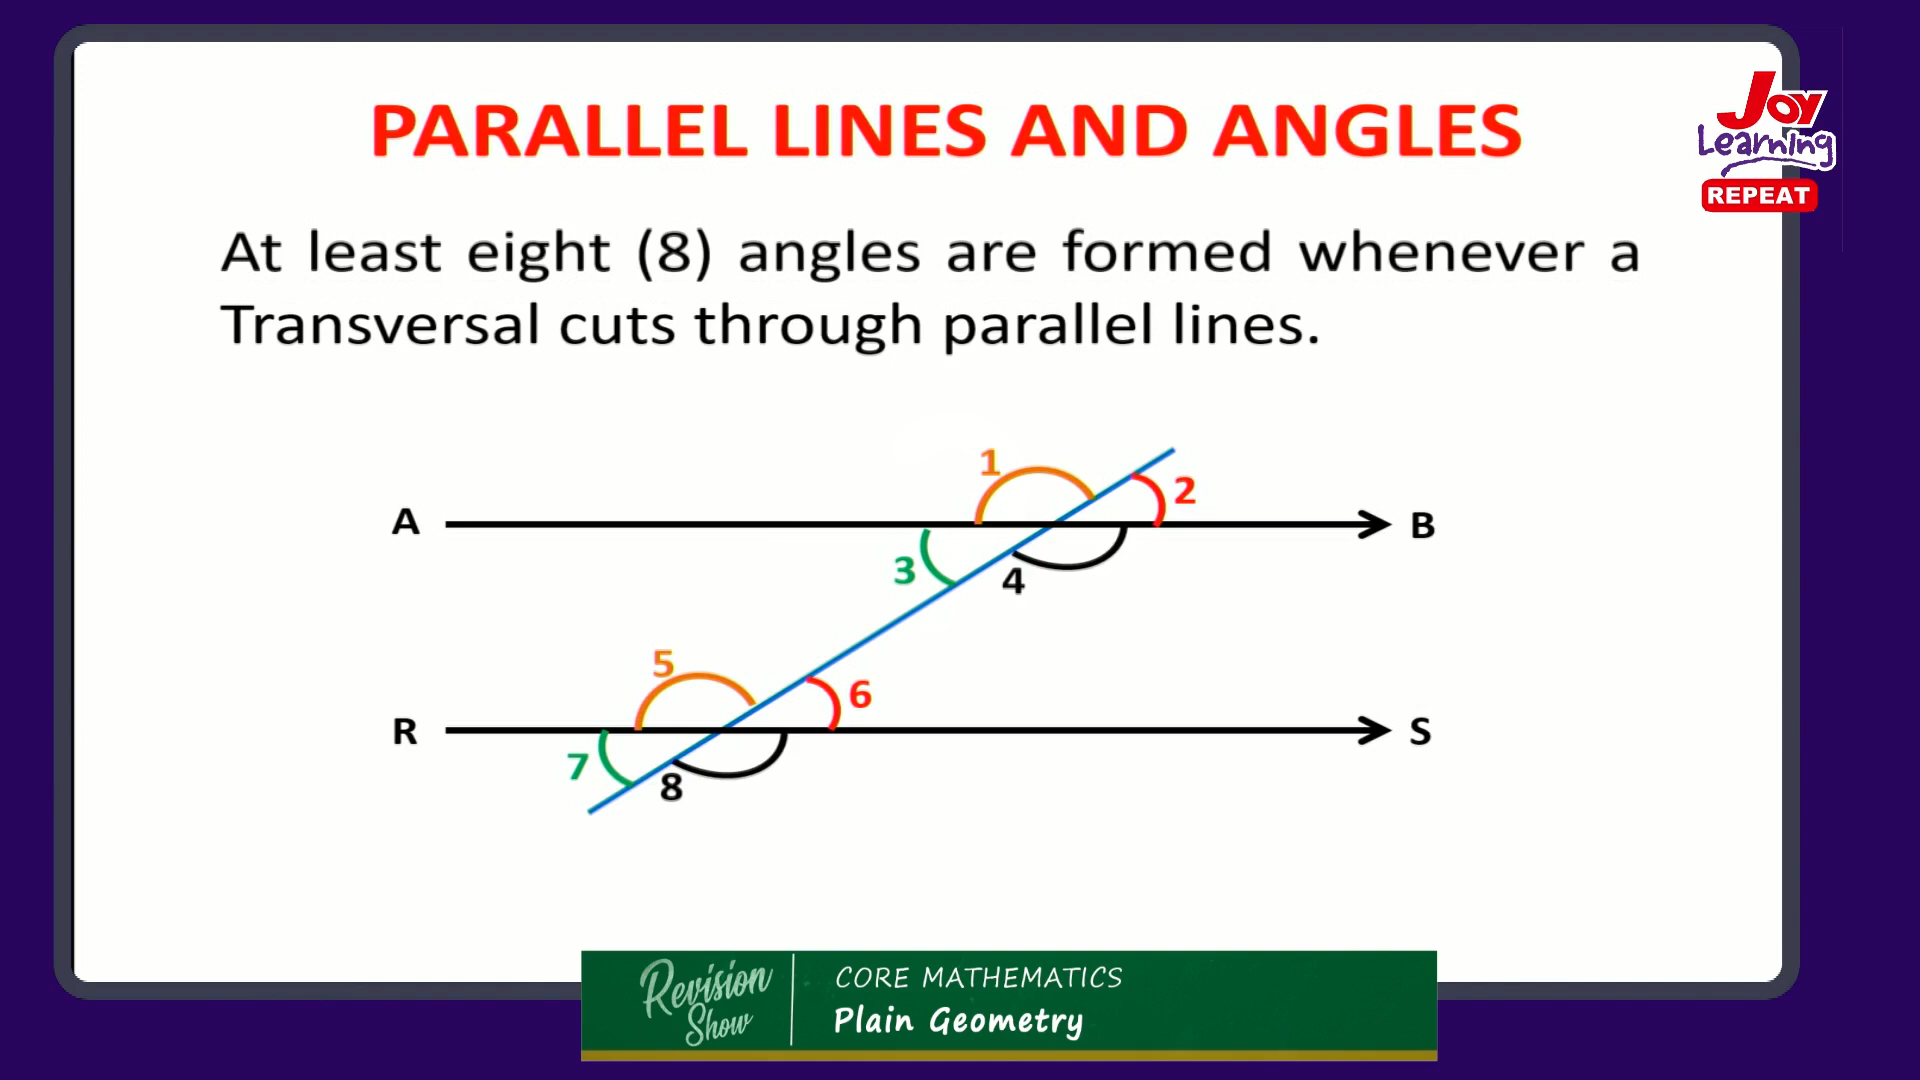 PARALLEL LINES AND ANGLES
Joy
Learning
REPEAT
At least eight (8) angles are formed whenever a
Transversal cuts through parallel lines.
1
2
A
B
3
4
5
6
R
S
7
8
Revision
Show
CORE MATHEMATICS
Plain Geometry